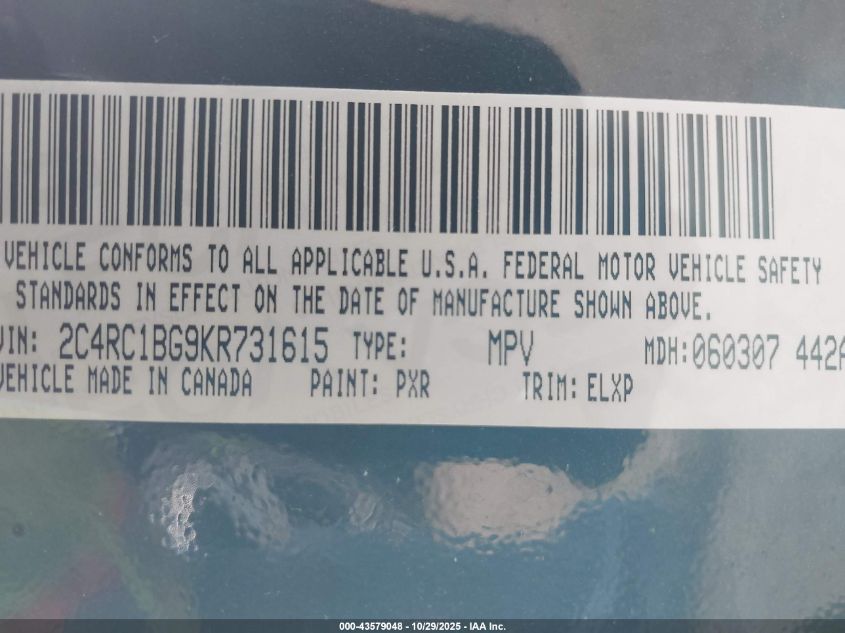 VEHICLE CONFORMS TO ALL APPLICABLE U.S.A. FEDERAL MOTOR VEHICLE SAFETY
STANDARDS IN EFFECT ON THE DATE OF MANUFACTURE SHOWN ABOVE.
VIN: 2C4RC1BG9KR731615 TYPE: MPV MDH:060307 442A
VEHICLE MADE IN CANADA PAINT: PXR TRIM: ELXP
000-43579048 - 10/29/2025 - IAA Inc.